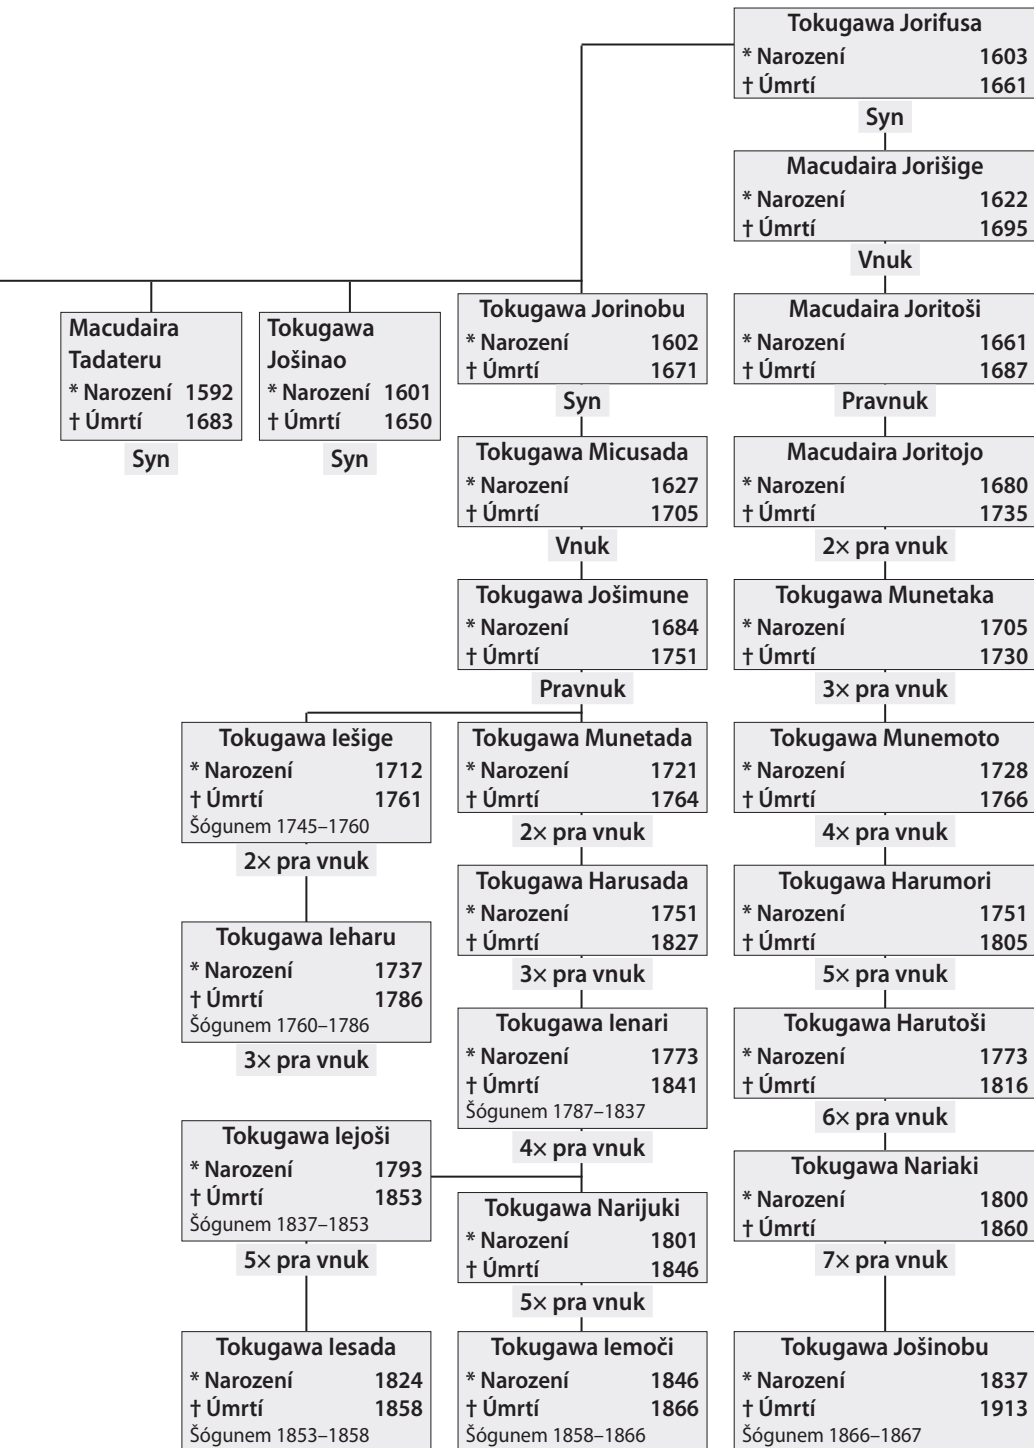 Tokugawa Jorifusa
* Narození 1603
† Úmrtí 1661
Syn
Macudaira Jorišige
* Narození 1622
† Úmrtí 1695
Vnuk
Macudaira Tadateru
* Narození 1592
† Úmrtí 1683
Syn
Tokugawa Jošinao
* Narození 1601
† Úmrtí 1650
Syn
Tokugawa Jorinobu
* Narození 1602
† Úmrtí 1671
Syn
Macudaira Joritoši
* Narození 1661
† Úmrtí 1687
Pravnuk
Tokugawa Micusada
* Narození 1627
† Úmrtí 1705
Vnuk
Macudaira Joritojo
* Narození 1680
† Úmrtí 1735
2× pra vnuk
Tokugawa Jošimune
* Narození 1684
† Úmrtí 1751
Pravnuk
Tokugawa Munetaka
* Narození 1705
† Úmrtí 1730
3× pra vnuk
Tokugawa Iešige
* Narození 1712
† Úmrtí 1761
Šógunem 1745–1760
2× pra vnuk
Tokugawa Munetada
* Narození 1721
† Úmrtí 1764
2× pra vnuk
Tokugawa Munemoto
* Narození 1728
† Úmrtí 1766
4× pra vnuk
Tokugawa Harusada
* Narození 1751
† Úmrtí 1827
3× pra vnuk
Tokugawa Harumori
* Narození 1751
† Úmrtí 1805
5× pra vnuk
Tokugawa Ieharu
* Narození 1737
† Úmrtí 1786
Šógunem 1760–1786
3× pra vnuk
Tokugawa Ienari
* Narození 1773
† Úmrtí 1841
Šógunem 1787–1837
4× pra vnuk
Tokugawa Harutoši
* Narození 1773
† Úmrtí 1816
6× pra vnuk
Tokugawa Iejoši
* Narození 1793
† Úmrtí 1853
Šógunem 1837–1853
5× pra vnuk
Tokugawa Narijuki
* Narození 1801
† Úmrtí 1846
5× pra vnuk
Tokugawa Nariaki
* Narození 1800
† Úmrtí 1860
7× pra vnuk
Tokugawa Iesada
* Narození 1824
† Úmrtí 1858
Šógunem 1853–1858
Tokugawa Iemoči
* Narození 1846
† Úmrtí 1866
Šógunem 1858–1866
Tokugawa Jošinobu
* Narození 1837
† Úmrtí 1913
Šógunem 1866–1867